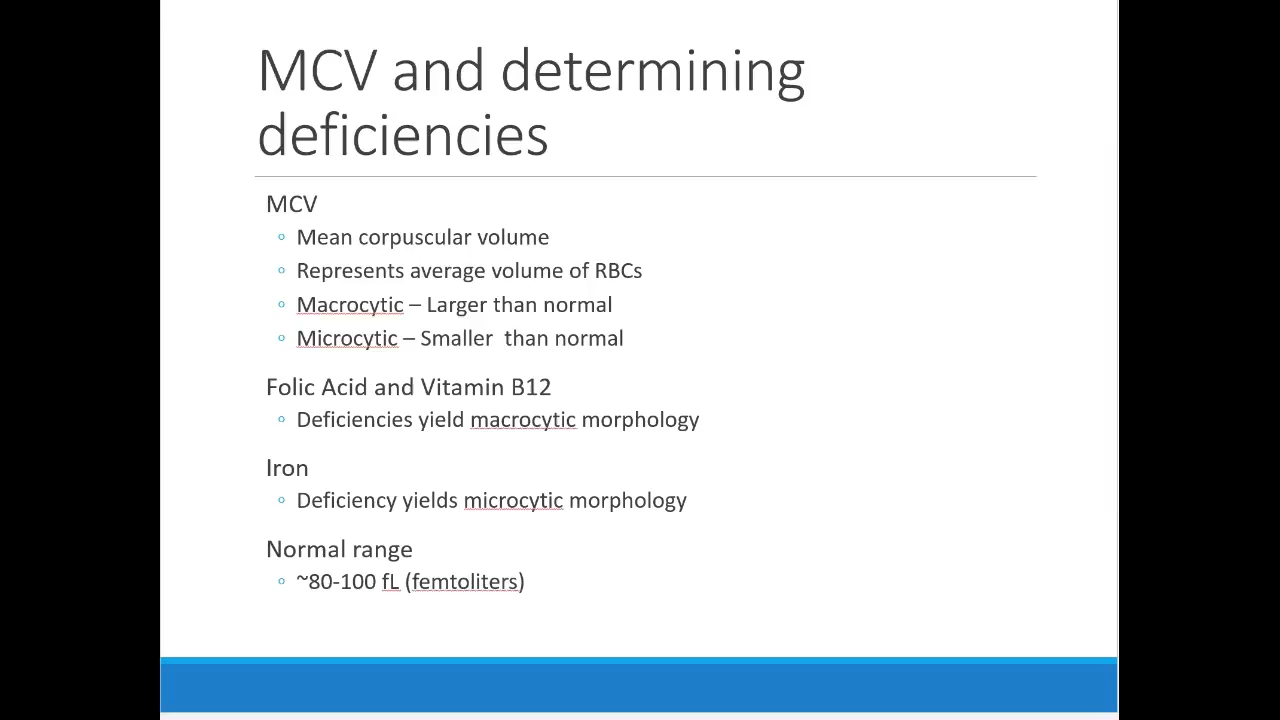 MCV and determining
deficiencies
MCV
◦ Mean corpuscular volume
◦ Represents average volume of RBCs
◦ Macrocytic – Larger than normal
◦ Microcytic – Smaller  than normal
Folic Acid and Vitamin B12
◦ Deficiencies yield macrocytic morphology
Iron
◦ Deficiency yields microcytic morphology
Normal range
◦ ~80-100 fL (femtoliters)